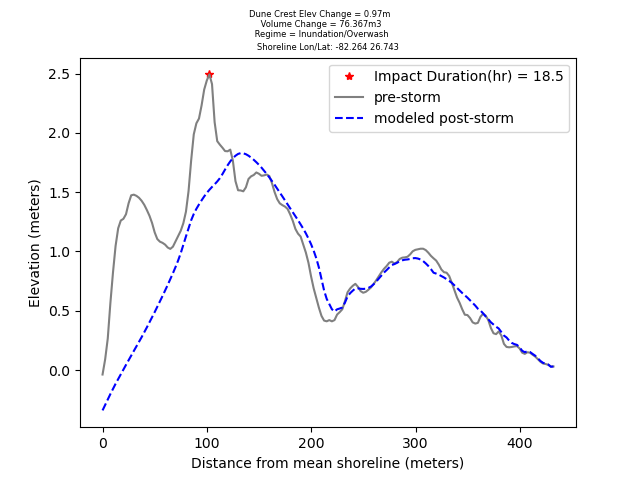 Dune Crest Elev Change = 0.97m
Volume Change = 76.367m3
Regime = Inundation/Overwash
Shoreline Lon/Lat: -82.264 26.743
Impact Duration(hr) = 18.5
pre-storm
modeled post-storm
2.5
2.0
1.5
1.0
0.5
0.0
Elevation (meters)
0 100 200 300 400
Distance from mean shoreline (meters)